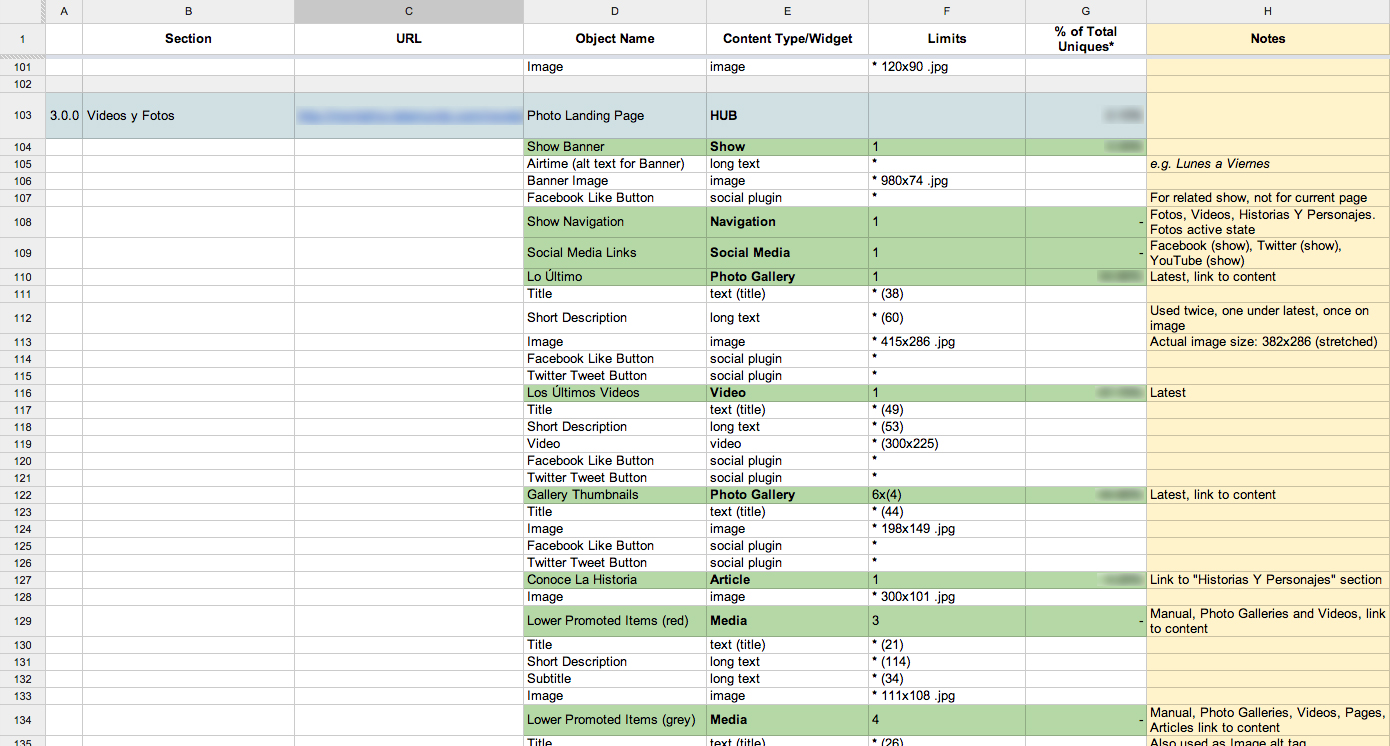 A B C D E F G H
1 Section URL Object Name Content Type/Widget Limits % of Total Uniques* Notes
101 Image image * 120x90 .jpg
102
103 3.0.0 Videos y Fotos Photo Landing Page HUB
104 Show Banner Show 1
105 Airtime (alt text for Banner) long text * e.g. Lunes a Viernes
106 Banner Image image * 980x74 .jpg
107 Facebook Like Button social plugin * For related show, not for current page
108 Show Navigation Navigation 1 - Fotos, Videos, Historias Y Personajes. Fotos active state
109 Social Media Links Social Media 1 - Facebook (show), Twitter (show), YouTube (show)
110 Lo Último Photo Gallery 1 Latest, link to content
111 Title text (title) * (38)
112 Short Description long text * (60) Used twice, one under latest, once on image
113 Image image * 415x286 .jpg Actual image size: 382x286 (stretched)
114 Facebook Like Button social plugin *
115 Twitter Tweet Button social plugin *
116 Los Últimos Videos Video 1 Latest
117 Title text (title) * (49)
118 Short Description long text * (53)
119 Video video * (300x225)
120 Facebook Like Button social plugin *
121 Twitter Tweet Button social plugin *
122 Gallery Thumbnails Photo Gallery 6x(4) Latest, link to content
123 Title text (title) * (44)
124 Image image * 198x149 .jpg
125 Facebook Like Button social plugin *
126 Twitter Tweet Button social plugin *
127 Conoce La Historia Article 1 Link to "Historias Y Personajes" section
128 Image image * 300x101 .jpg
129 Lower Promoted Items (red) Media 3 - Manual, Photo Galleries and Videos, link to content
130 Title text (title) * (21)
131 Short Description long text * (114)
132 Subtitle long text * (34)
133 Image image * 111x108 .jpg
134 Lower Promoted Items (grey) Media 4 - Manual, Photo Galleries, Videos, Pages, Articles link to content
135 Title text (title) * (26) Also used as Image alt tag